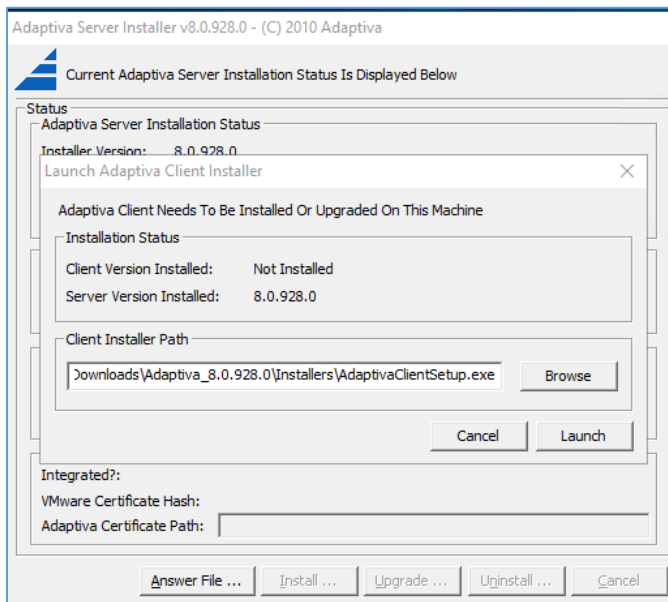 Adaptiva Server Installer v8.0.928.0 - (C) 2010 Adaptiva
Current Adaptiva Server Installation Status Is Displayed Below
Status
Adaptiva Server Installation Status
Installer Version: 8.0.928.0
Launch Adaptiva Client Installer
Adaptiva Client Needs To Be Installed Or Upgraded On This Machine
Installation Status
Client Version Installed: Not Installed
Server Version Installed: 8.0.928.0
Client Installer Path
Downloads\Adaptiva_8.0.928.0\Installers\AdaptivaClientSetup.exe Browse
Cancel Launch
Integrated?:
VMware Certificate Hash:
Adaptiva Certificate Path:
Answer File ... Install ... Upgrade ... Uninstall ... Cancel